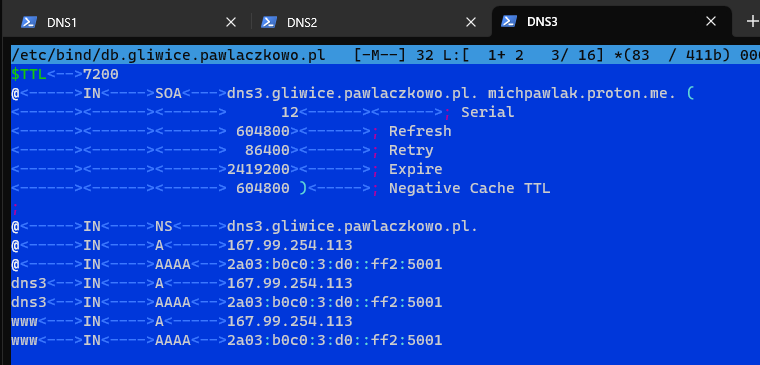 DNS1 DNS2 DNS3
/etc/bind/db.gliwice.pawlaczkowo.pl [-M--] 32 L:[ 1+ 2 3/ 16] *(83 / 411b) 000
$TTL<-->7200
@<------>IN<---->SOA<--->dns3.gliwice.pawlaczkowo.pl. michpawlak.proton.me. (
<------><------><------> 12<------><------>; Serial
<------><------><------> 604800><------>; Refresh
<------><------><------> 86400><------>; Retry
<------><------><------>2419200><------>; Expire
<------><------><------> 604800 )<----->; Negative Cache TTL
;
@<------>IN<---->NS<---->dns3.gliwice.pawlaczkowo.pl.
@<------>IN<---->A<----->167.99.254.113
@<------>IN<---->AAAA<-->2a03:b0c0:3:d0::ff2:5001
dns3<--->IN<---->A<----->167.99.254.113
dns3<--->IN<---->AAAA<-->2a03:b0c0:3:d0::ff2:5001
www<---->IN<---->A<----->167.99.254.113
www<---->IN<---->AAAA<-->2a03:b0c0:3:d0::ff2:5001